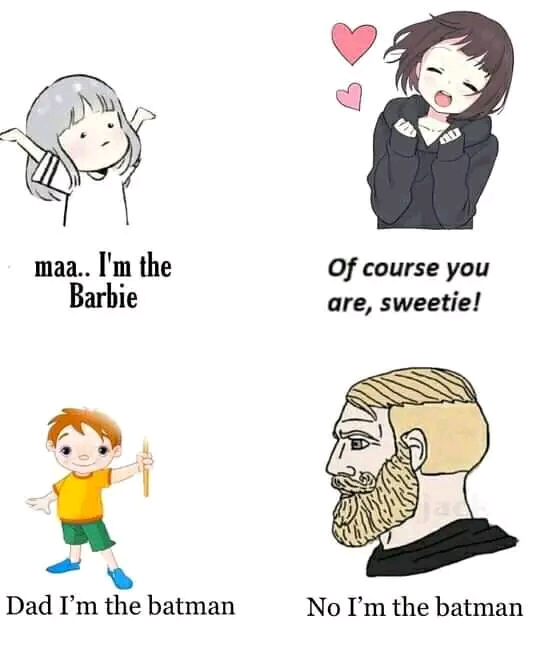 maa.. I'm the
Barbie
Of course you
are, sweetie!
Dad I'm the batman
No I'm the batman